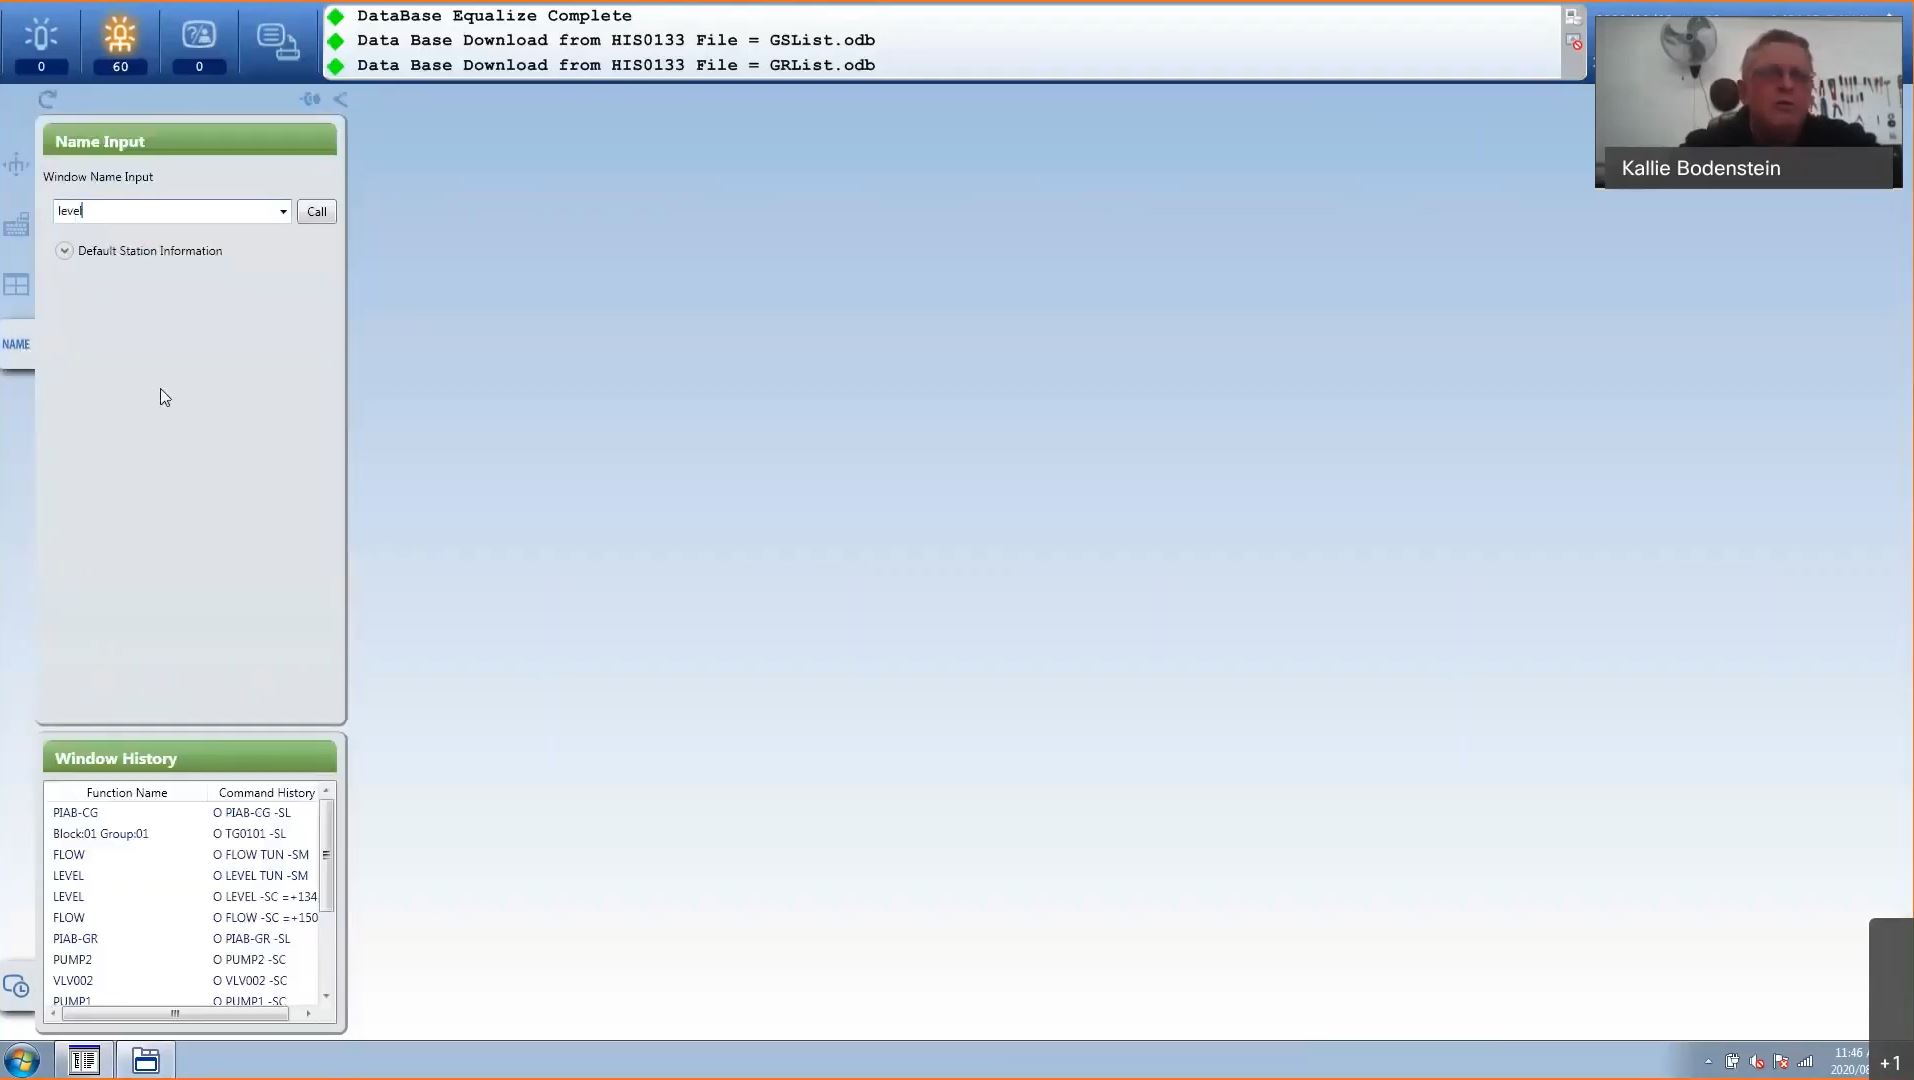 DataBase Equalize Complete
Data Base Download from HIS0133 File = GSList.odb
Data Base Download from HIS0133 File = GRList.odb
0
60
0
Kallie Bodenstein
Name Input
Window Name Input
level
Call
Default Station Information
NAME
Window History
Function Name Command History
PIAB-CG O PIAB-CG -SL
Block:01 Group:01 O TG0101 -SL
FLOW O FLOW TUN -SM
LEVEL O LEVEL TUN -SM
LEVEL O LEVEL -SC =+134
FLOW O FLOW -SC =+150
PIAB-GR O PIAB-GR -SL
PUMP2 O PUMP2 -SC
VLV002 O VLV002 -SC
PUMP1 O PUMP1 -SC
11:46
2020/08
+1